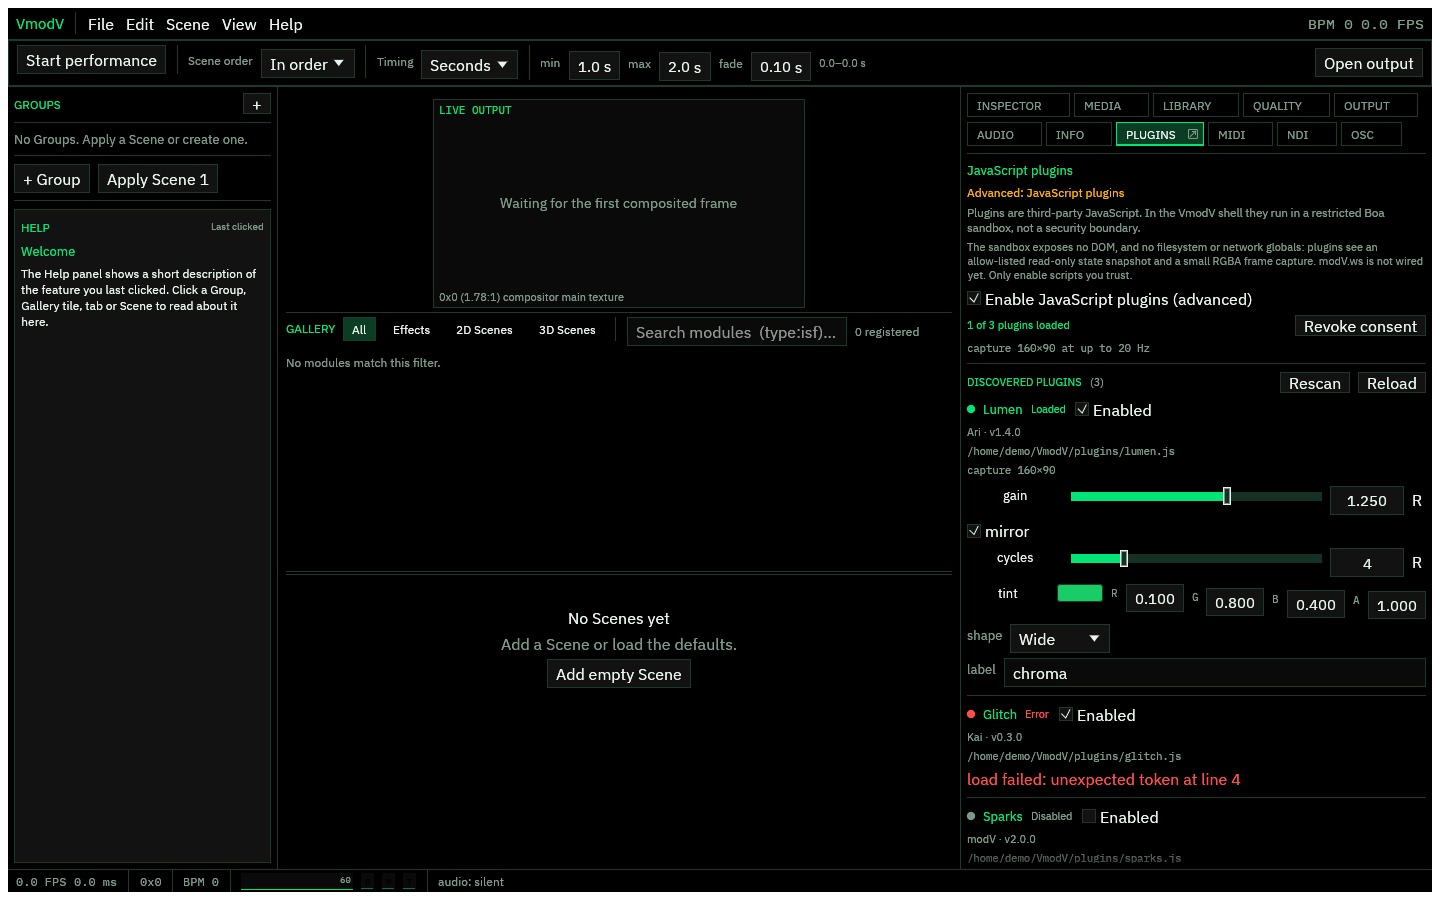 VmodV File Edit Scene View Help BPM 0 0.0 FPS
Start performance Scene order In order Timing Seconds min 1.0 s max 2.0 s fade 0.10 s 0.0–0.0 s Open output
GROUPS +
No Groups. Apply a Scene or create one.
+ Group Apply Scene 1
HELP Last clicked
Welcome
The Help panel shows a short description of
the feature you last clicked. Click a Group,
Gallery tile, tab or Scene to read about it
here.
LIVE OUTPUT
Waiting for the first composited frame
0x0 (1.78:1) compositor main texture
GALLERY All Effects 2D Scenes 3D Scenes Search modules (type:isf)... 0 registered
No modules match this filter.
No Scenes yet
Add a Scene or load the defaults.
Add empty Scene
INSPECTOR MEDIA LIBRARY QUALITY OUTPUT
AUDIO INFO PLUGINS MIDI NDI OSC
JavaScript plugins
Advanced: JavaScript plugins
Plugins are third-party JavaScript. In the VmodV shell they run in a restricted Boa
sandbox, not a security boundary.
The sandbox exposes no DOM, and no filesystem or network globals: plugins see an
allow-listed read-only state snapshot and a small RGBA frame capture. modV.ws is not wired
yet. Only enable scripts you trust.
Enable JavaScript plugins (advanced)
1 of 3 plugins loaded Revoke consent
capture 160×90 at up to 20 Hz
DISCOVERED PLUGINS (3) Rescan Reload
Lumen Loaded Enabled
Ari · v1.4.0
/home/demo/VmodV/plugins/lumen.js
capture 160×90
gain 1.250 R
mirror
cycles 4 R
tint R 0.100 G 0.800 B 0.400 A 1.000
shape Wide
label chroma
Glitch Error Enabled
Kai · v0.3.0
/home/demo/VmodV/plugins/glitch.js
load failed: unexpected token at line 4
Sparks Disabled Enabled
modV · v2.0.0
/home/demo/VmodV/plugins/sparks.js
0.0 FPS 0.0 ms 0x0 BPM 0 60 audio: silent